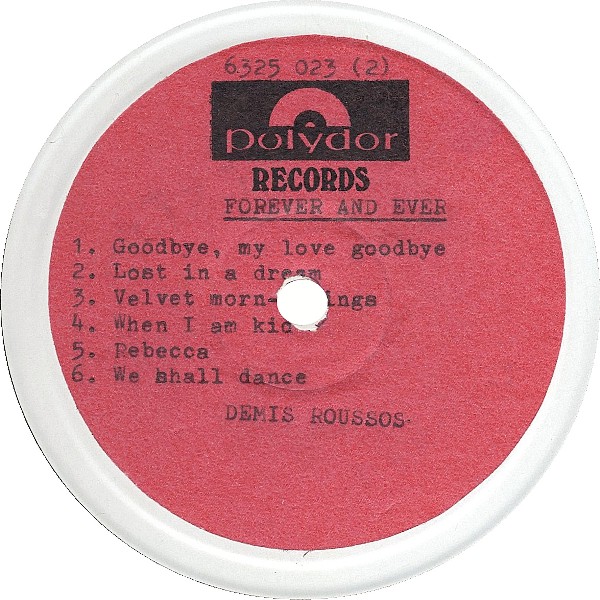 6325 023 (2)
polydor
RECORDS
FOREVER AND EVER
1. Goodbye, my love goodbye
2. Lost in a dream
3. Velvet morn-ings
4. When I am kid
5. Rebecca
6. We shall dance
DEMIS ROUSSOS.